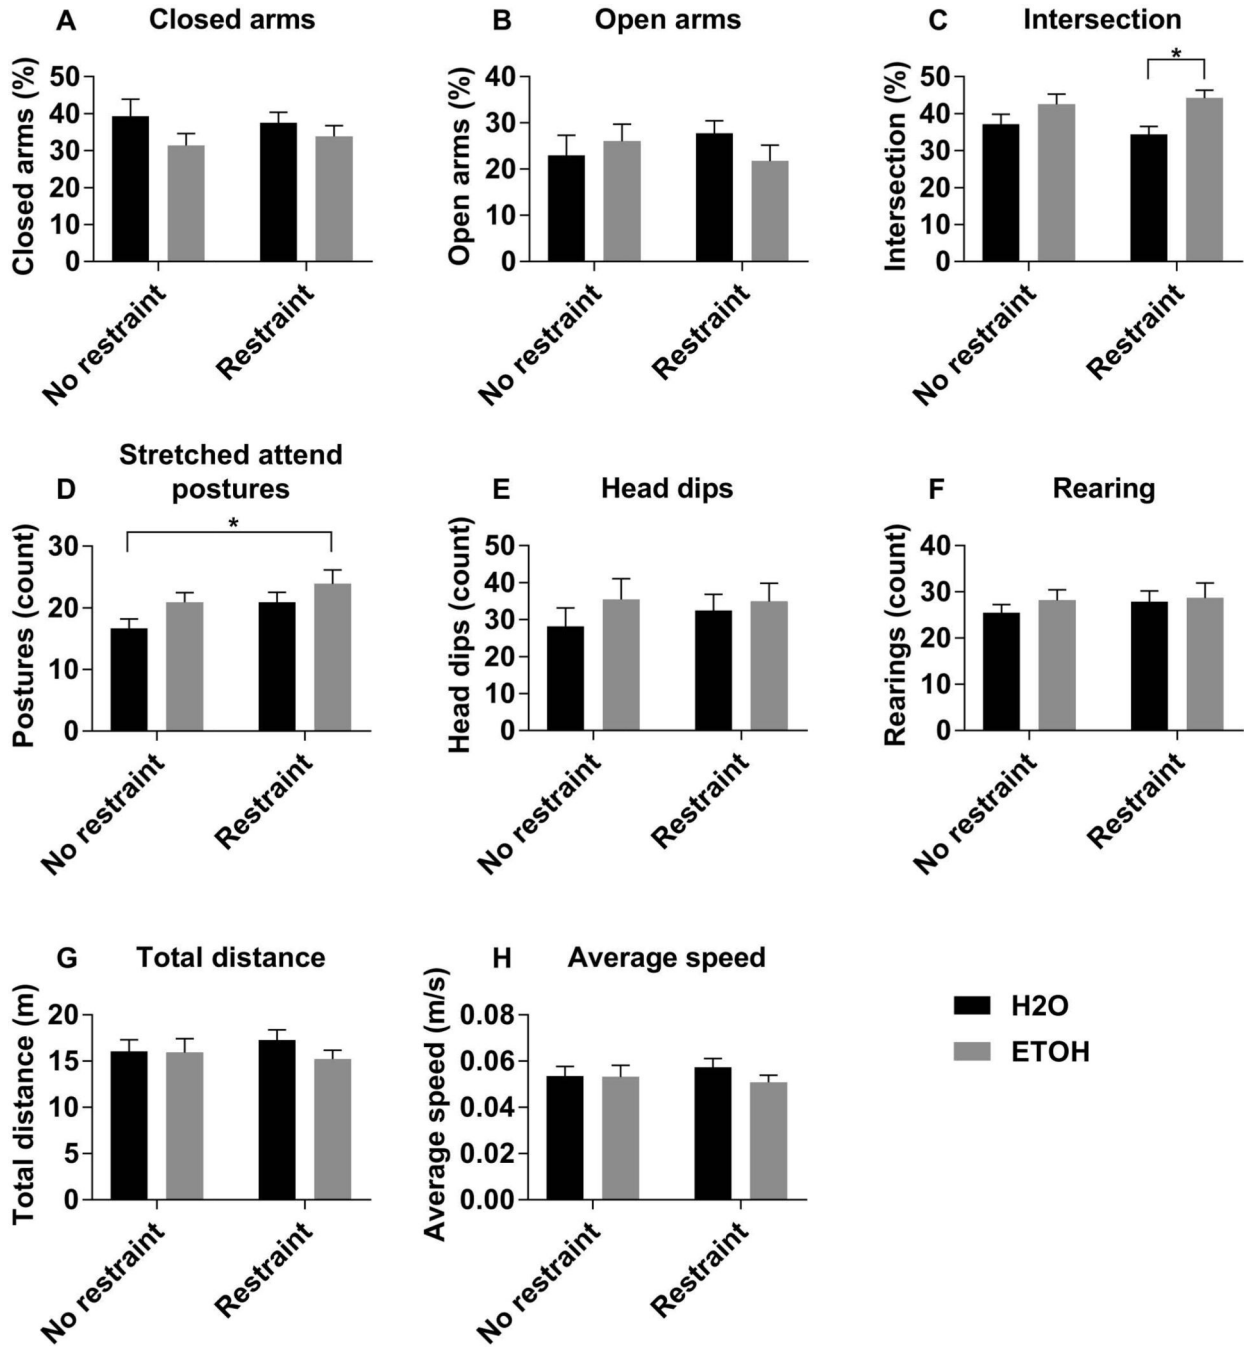 A Closed arms
Closed arms (%)
50
40
30
20
10
0
No restraint
Restraint
B Open arms
Open arms (%)
40
30
20
10
0
No restraint
Restraint
C Intersection
Intersection (%)
50
40
30
20
10
0
*
No restraint
Restraint
D Stretched attend
postures
Postures (count)
30
20
10
0
*
No restraint
Restraint
E Head dips
Head dips (count)
50
40
30
20
10
0
No restraint
Restraint
F Rearing
Rearings (count)
40
30
20
10
0
No restraint
Restraint
G Total distance
Total distance (m)
20
15
10
5
0
No restraint
Restraint
H Average speed
Average speed (m/s)
0.08
0.06
0.04
0.02
0.00
No restraint
Restraint
H2O
ETOH